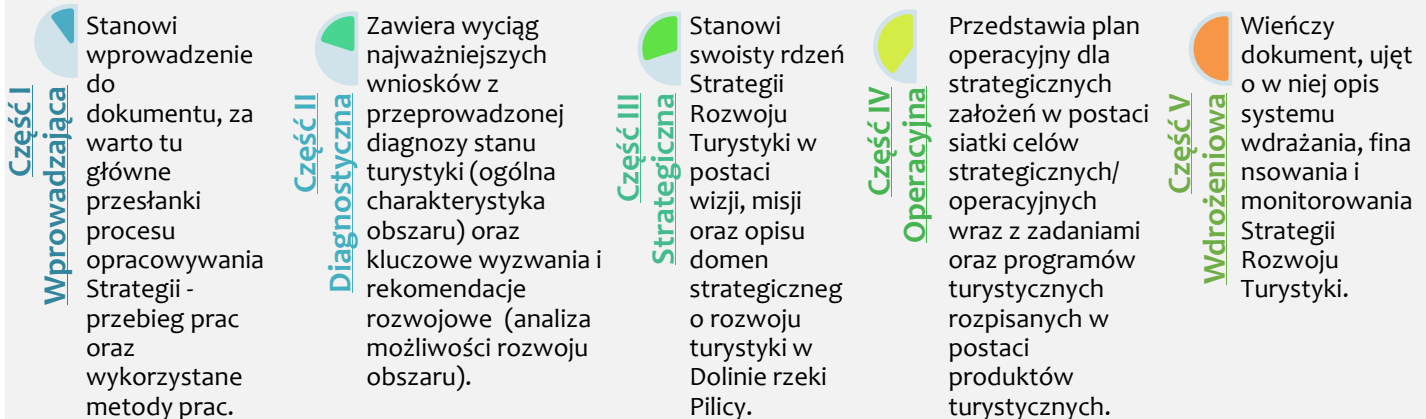 Część I
Wprowadzająca
Stanowi
wprowadzenie
do
dokumentu, za
warto tu
główne
przesłanki
procesu
opracowywania
Strategii -
przebieg prac
oraz
wykorzystane
metody prac.
Część II
Diagnostyczna
Zawiera wyciąg
najważniejszych
wniosków z
przeprowadzonej
diagnozy stanu
turystyki (ogólna
charakterystyka
obszaru) oraz
kluczowe wyzwania i
rekomendacje
rozwojowe (analiza
możliwości rozwoju
obszaru).
Część III
Strategiczna
Stanowi
swoisty rdzeń
Strategii
Rozwoju
Turystyki w
postaci
wizji, misji
oraz opisu
domen
strategiczneg
o rozwoju
turystyki w
Dolinie rzeki
Pilicy.
Część IV
Operacyjna
Przedstawia plan
operacyjny dla
strategicznych
założeń w postaci
siatki celów
strategicznych/
operacyjnych
wraz z zadaniami
oraz programów
turystycznych
rozpisanych w
postaci
produktów
turystycznych.
Część V
Wdrożeniowa
Wieńczy
dokument, ujęt
o w niej opis
systemu
wdrażania, fina
nsowania i
monitorowania
Strategii
Rozwoju
Turystyki.